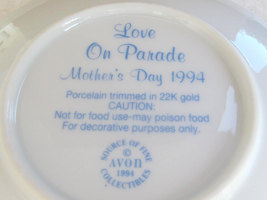 Love
On Parade
Mother's Day 1994
Porcelain trimmed in 22K gold
CAUTION:
Not for food use-may poison food
For decorative purposes only.
SOURCE OF FINE
©
avon
1994
COLLECTIBLES